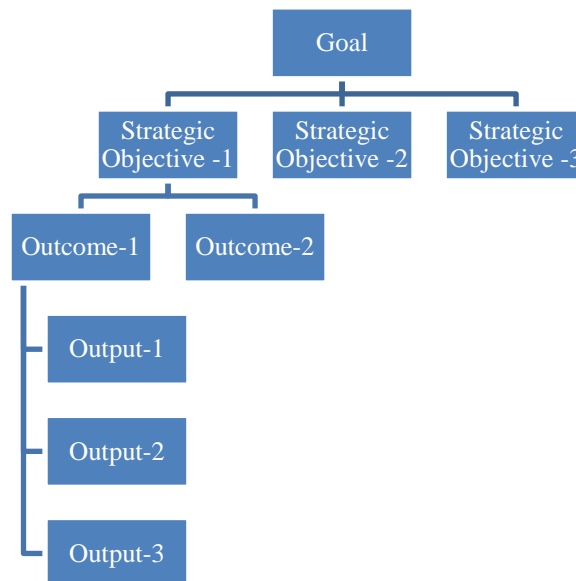 Goal
Strategic
Objective -1
Strategic
Objective -2
Strategic
Objective -3
Outcome-1
Outcome-2
Output-1
Output-2
Output-3